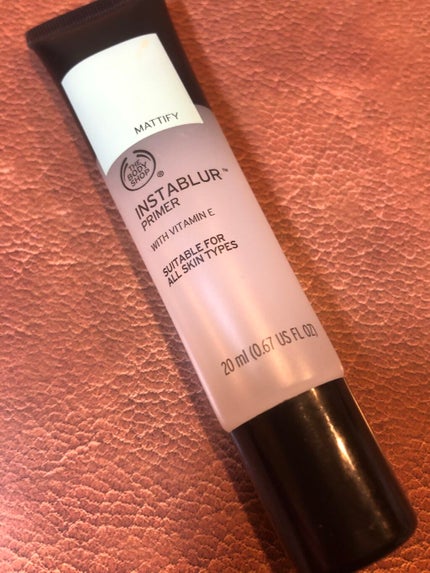 MATTIFY
THE
BODY
SHOP®
INSTABLUR™
PRIMER
WITH VITAMIN E
SUITABLE FOR
ALL SKIN TYPES
20 ml (0.67 US FL OZ)